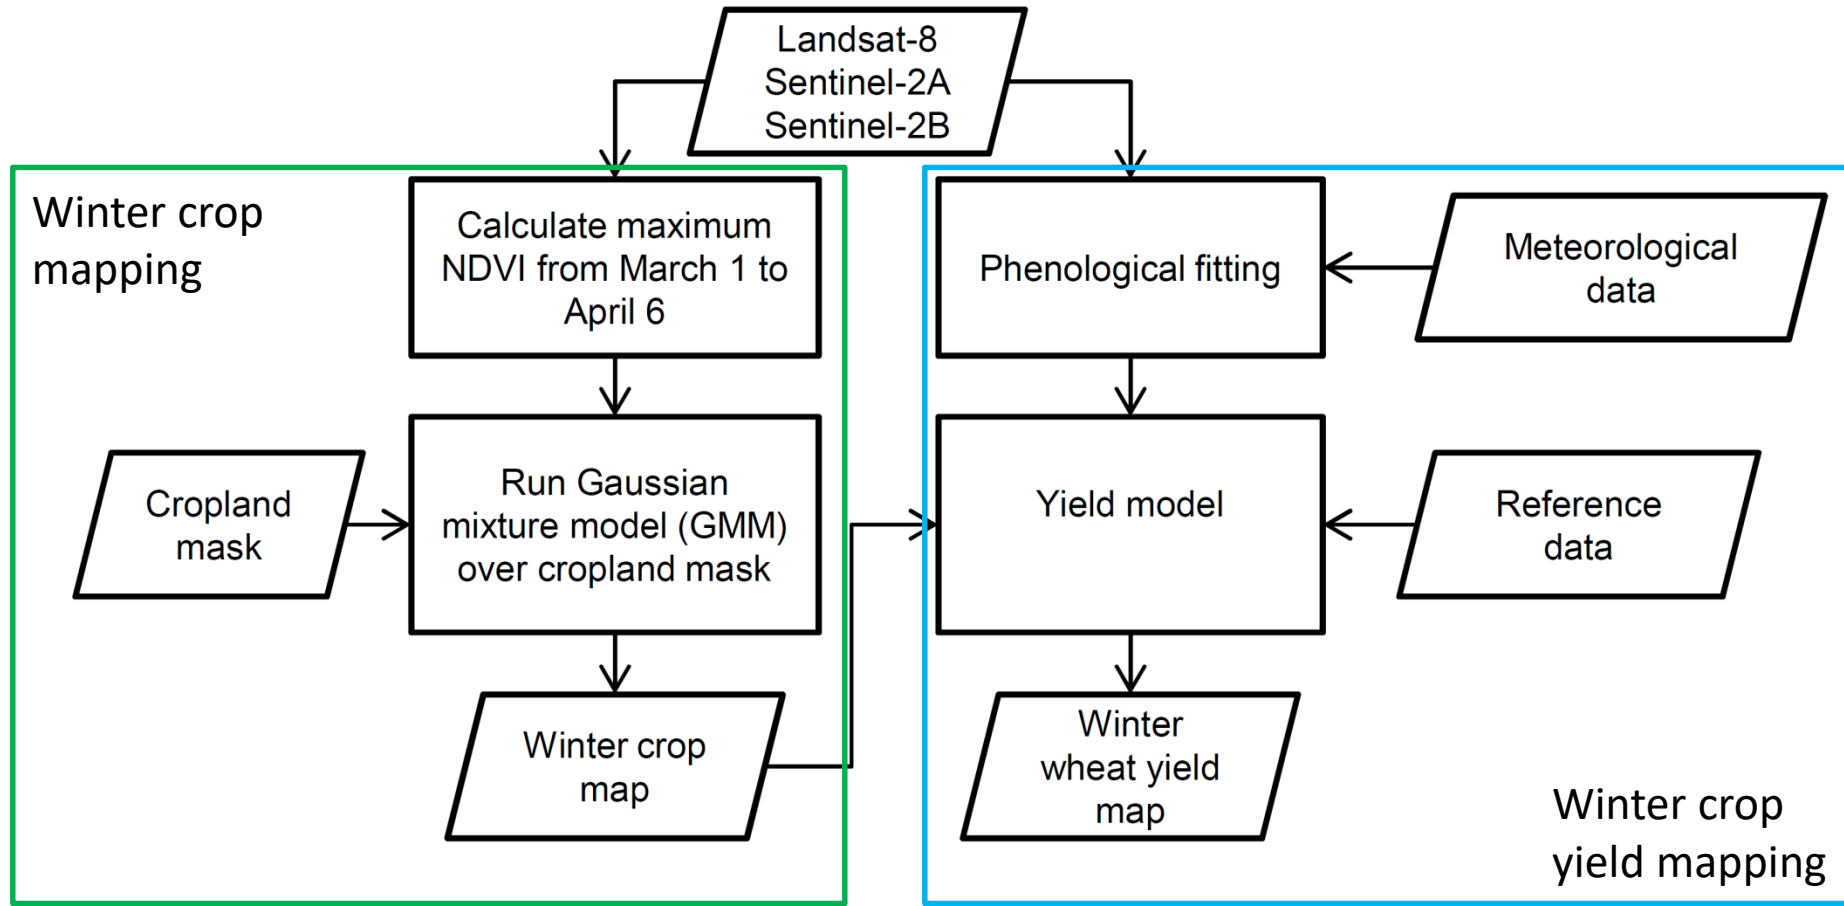 Landsat-8
Sentinel-2A
Sentinel-2B
Winter crop
mapping
Calculate maximum
NDVI from March 1 to
April 6
Phenological fitting
Meteorological
data
Cropland
mask
Run Gaussian
mixture model (GMM)
over cropland mask
Yield model
Reference
data
Winter crop
map
Winter
wheat yield
map
Winter crop
yield mapping